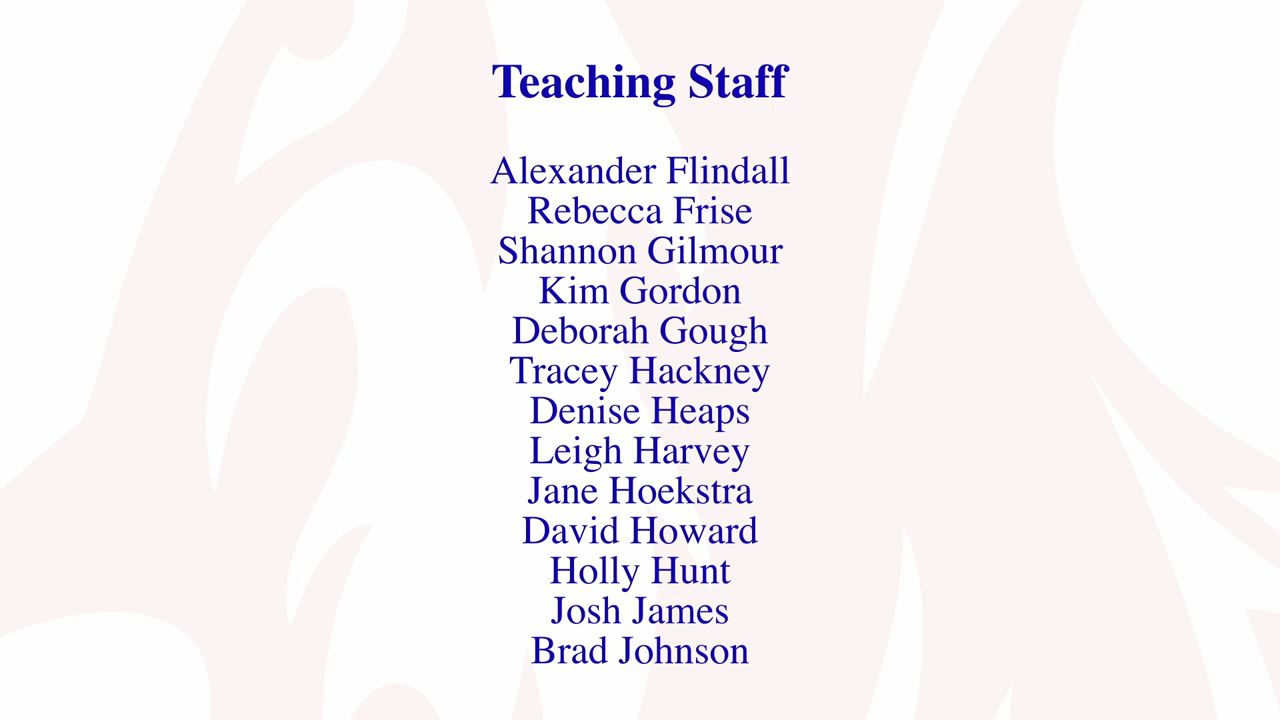 Teaching Staff
Alexander Flindall
Rebecca Frise
Shannon Gilmour
Kim Gordon
Deborah Gough
Tracey Hackney
Denise Heaps
Leigh Harvey
Jane Hoekstra
David Howard
Holly Hunt
Josh James
Brad Johnson